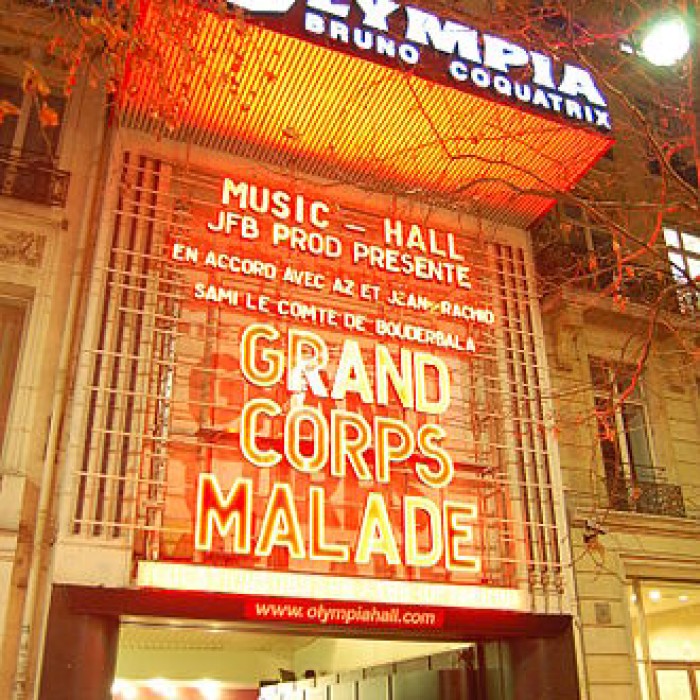 OLYMPIA
BRUNO COQUATRIX
MUSIC - HALL
JFB PROD PRESENTE
EN ACCORD AVEC AZ ET JEAN-RACHID
SAMI LE COMTE DE BOUDERBALA
GRAND
CORPS
MALADE
www.olympiahall.com